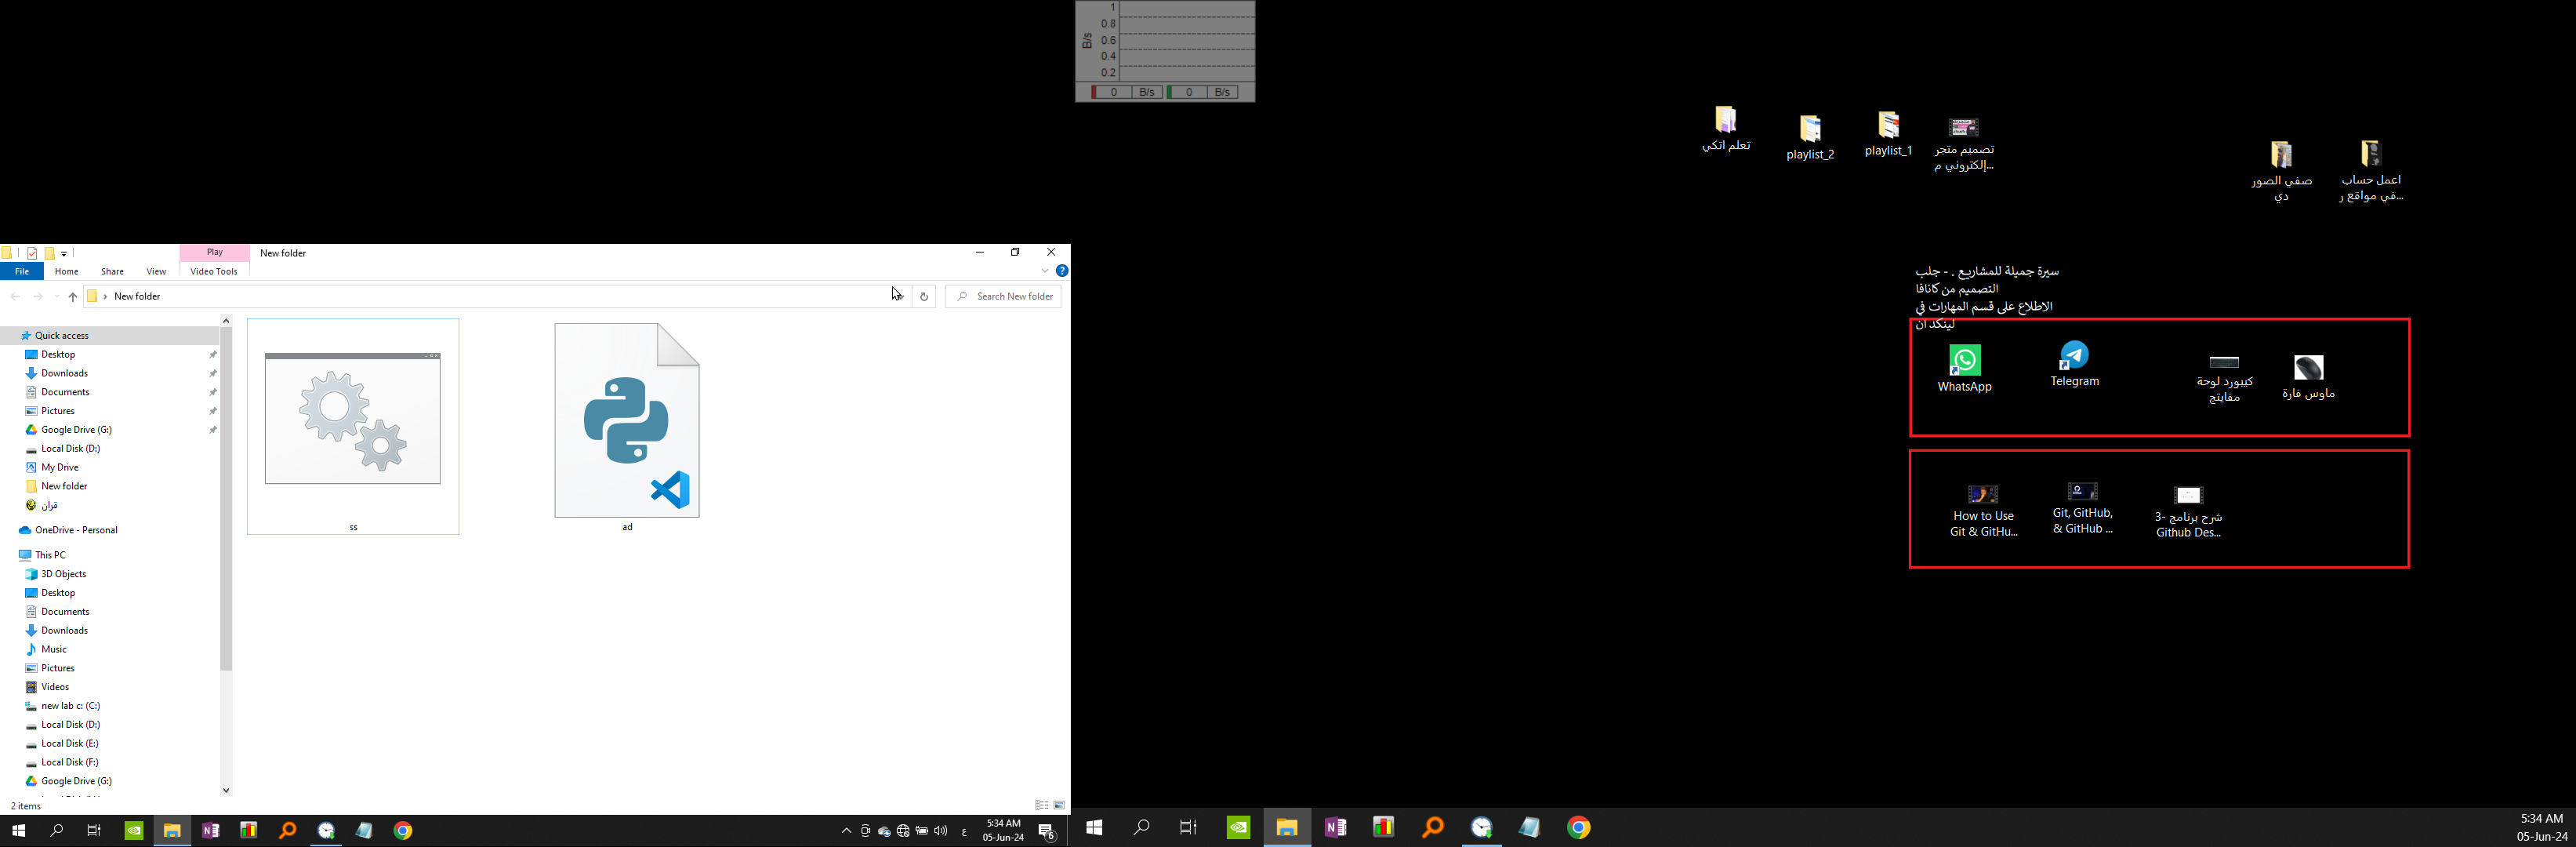 1
0.8
0.6
0.4
0.2
B/s
0 B/s 0 B/s
تعلم اتكي
playlist_2
playlist_1
تصميم متجر
إلكتروني م...
صفي الصور
دي
اعمل حساب
في مواقع ر...
Play
New folder
File
Home
Share
View
Video Tools
New folder
Search New folder
Quick access
Desktop
Downloads
Documents
Pictures
Google Drive (G:)
Local Disk (D:)
My Drive
New folder
قران
OneDrive - Personal
This PC
3D Objects
Desktop
Documents
Downloads
Music
Pictures
Videos
new lab c: (C:)
Local Disk (D:)
Local Disk (E:)
Local Disk (F:)
Google Drive (G:)
ss
ad
2 items
سيرة جميلة للمشاريع . - جلب
التصميم من كانافا
الاطلاع على قسم المهارات في
لينكد ان
WhatsApp
Telegram
كيبورد لوحة
مفايتج
ماوس فارة
How to Use
Git & GitHu...
Git, GitHub,
& GitHub ...
3- شرح برنامج
Github Des...
ع
5:34 AM
05-Jun-24
6
5:34 AM
05-Jun-24